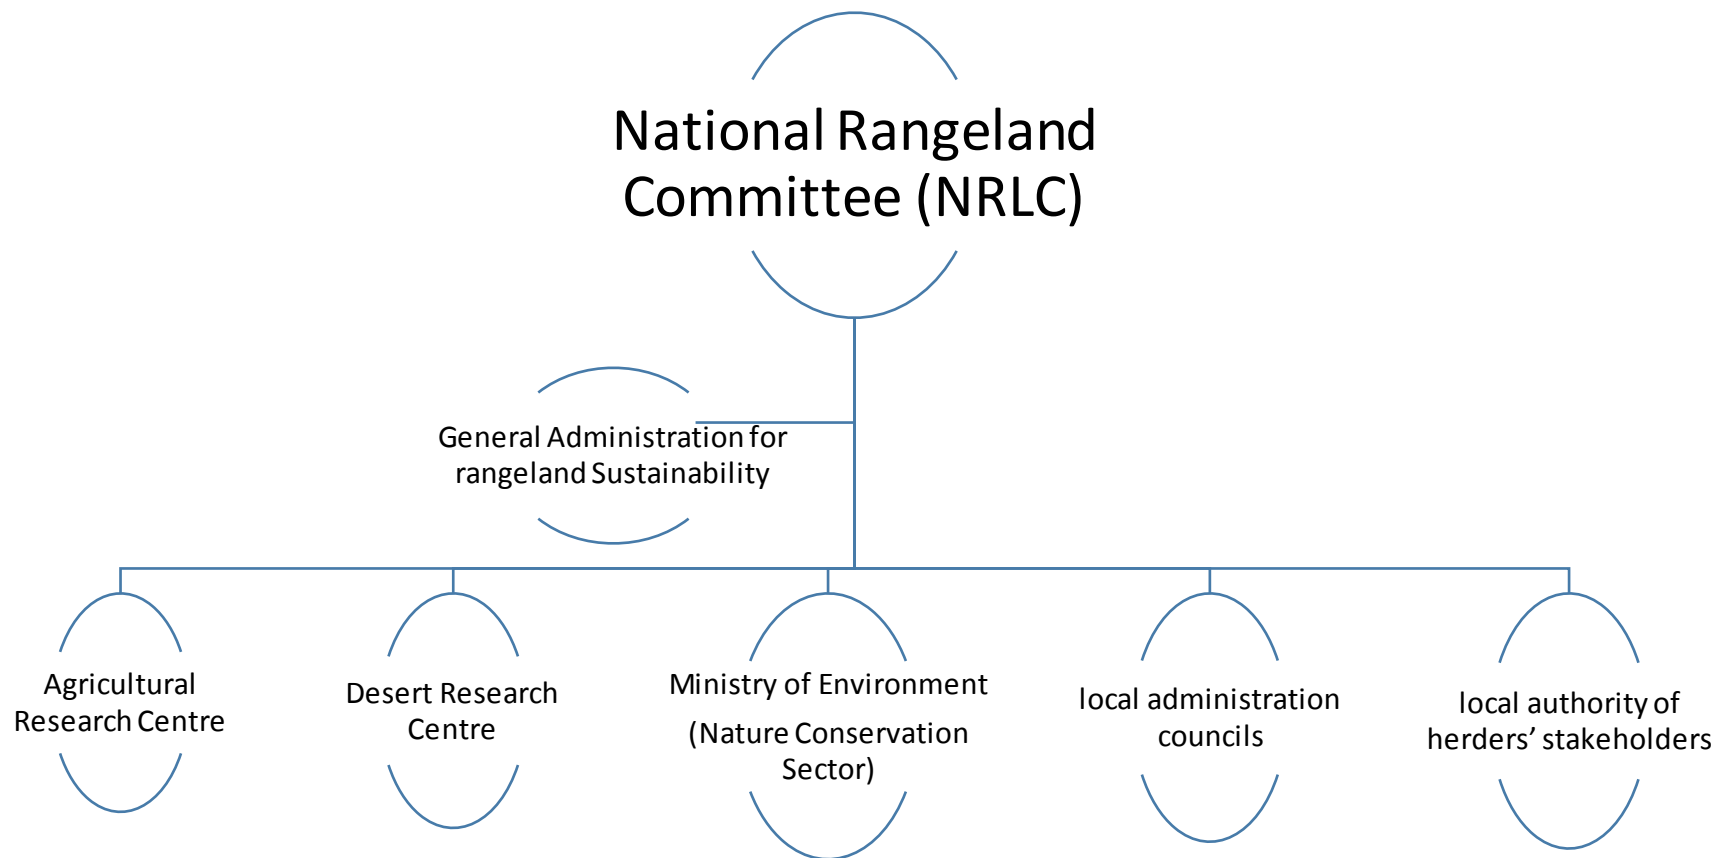 National Rangeland
Committee (NRLC)
General Administration for
rangeland Sustainability
Agricultural
Research Centre
Desert Research
Centre
Ministry of Environment
(Nature Conservation
Sector)
local administration
councils
local authority of
herders’ stakeholders